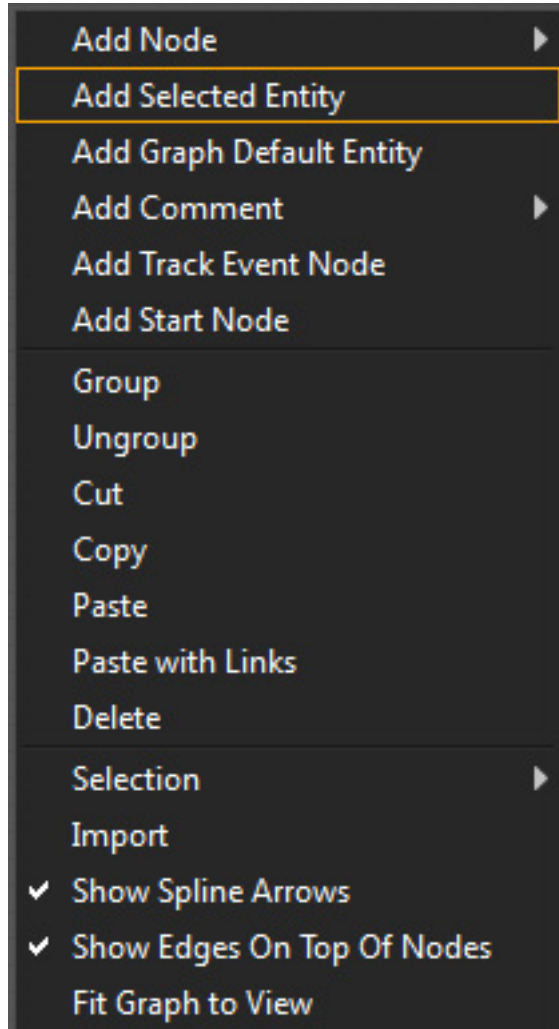 Add Node
Add Selected Entity
Add Graph Default Entity
Add Comment
Add Track Event Node
Add Start Node
Group
Ungroup
Cut
Copy
Paste
Paste with Links
Delete
Selection
Import
Show Spline Arrows
Show Edges On Top Of Nodes
Fit Graph to View